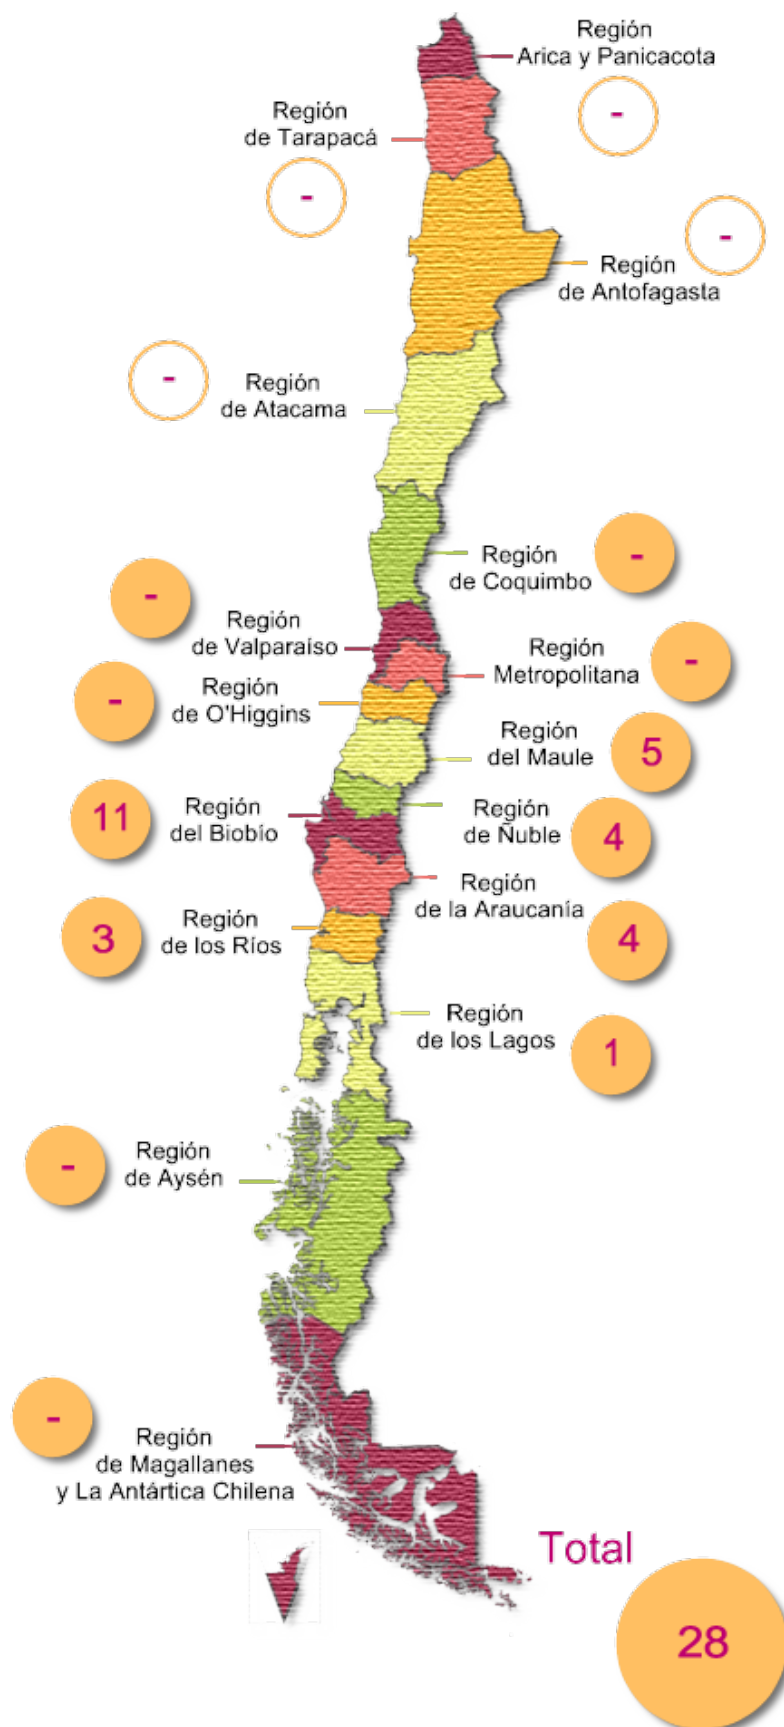 Región
Arica y Panicacota
-
Región
de Tarapacá
-
-
Región
de Antofagasta
-
Región
de Atacama
Región
de Coquimbo
-
-
Región
de Valparaíso
Región
Metropolitana
-
-
Región
de O'Higgins
Región
del Maule
5
11
Región
del Biobío
Región
de Ñuble
4
Región
de la Araucanía
4
3
Región
de los Ríos
Región
de los Lagos
1
-
Región
de Aysén
-
Región
de Magallanes
y La Antártica Chilena
Total
28